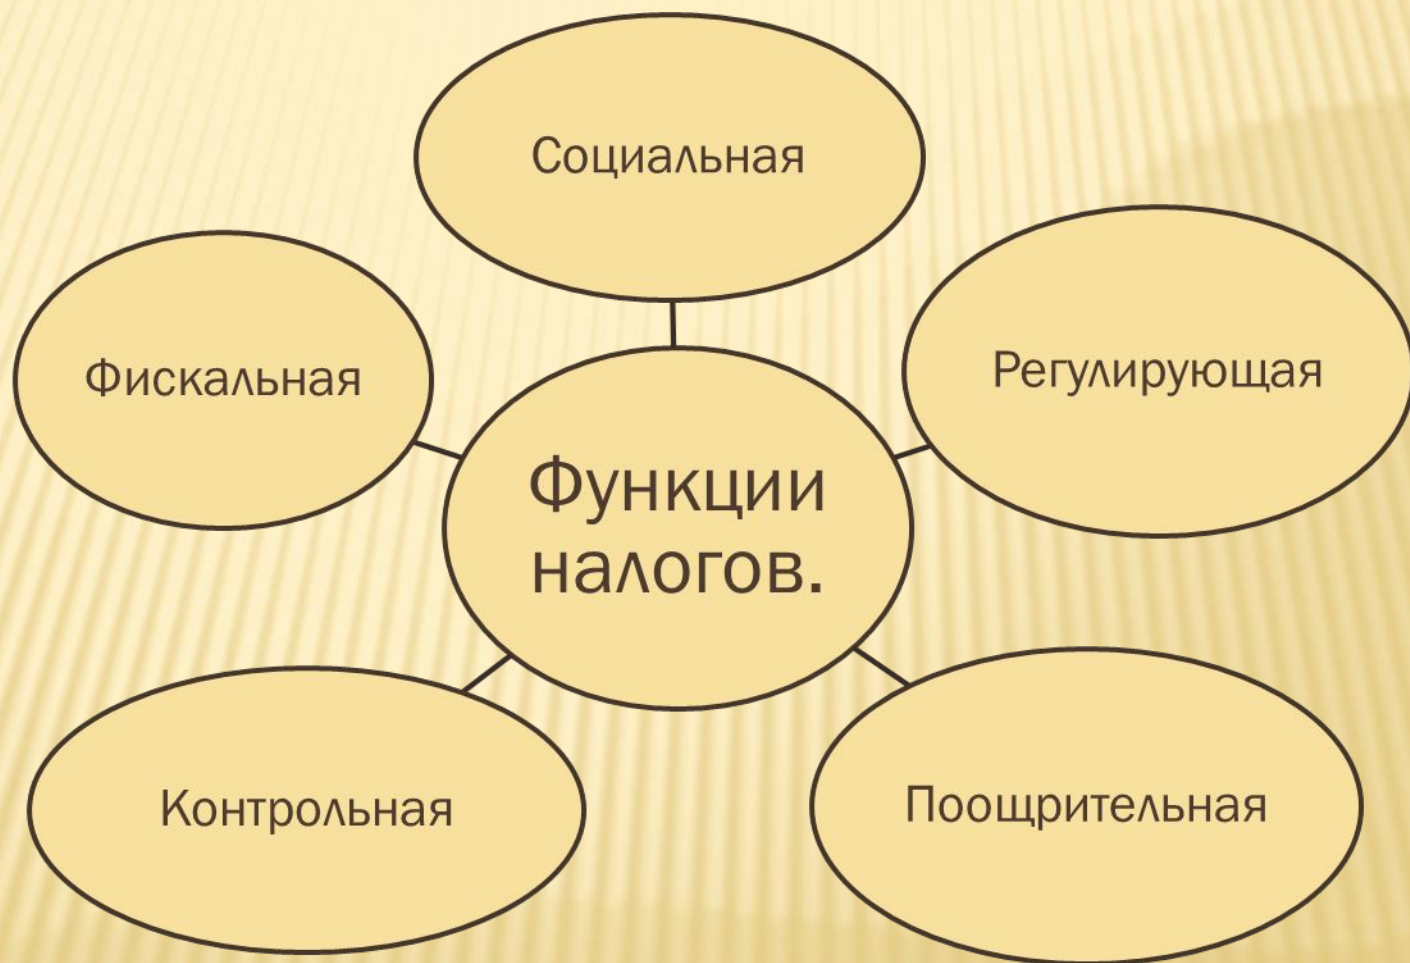 Социальная
Фискальная
Регулирующая
Функции
налогов.
Контрольная
Поощрительная